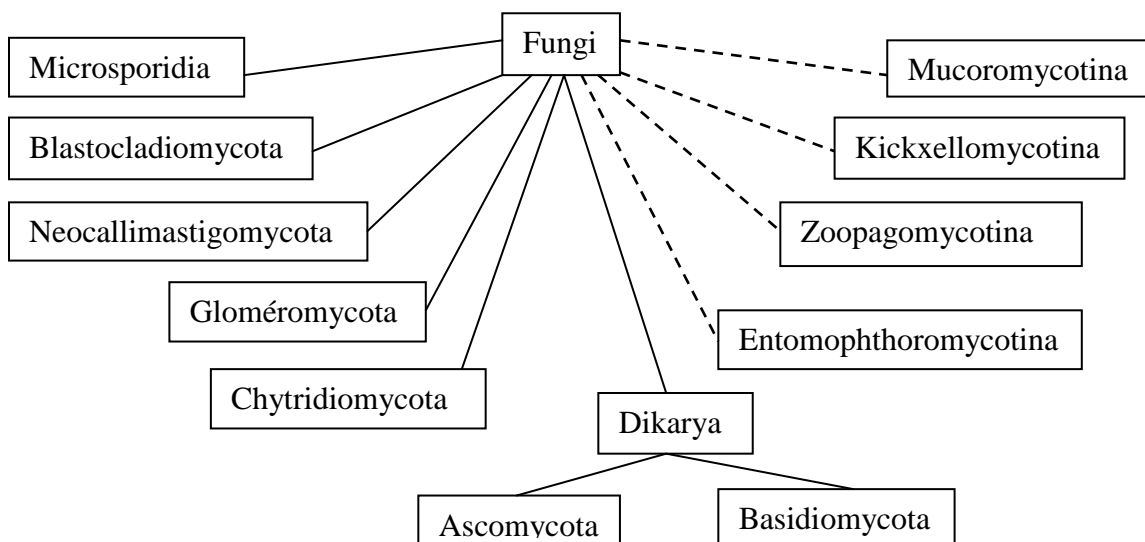 Fungi
Microsporidia
Mucoromycotina
Blastocladiomycota
Kickxellomycotina
Neocallimastigomycota
Zoopagomycotina
Gloméromycota
Entomophthoromycotina
Chytridiomycota
Dikarya
Ascomycota
Basidiomycota